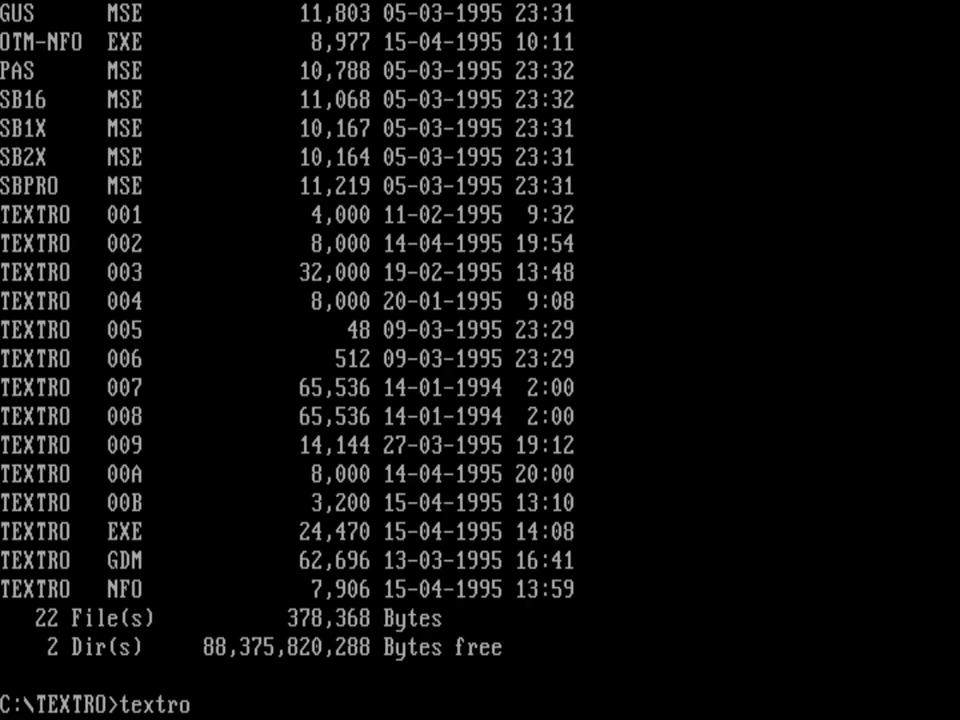 GUS      MSE            11,803 05-03-1995 23:31
OTM-NFO  EXE             8,977 15-04-1995 10:11
PAS      MSE            10,788 05-03-1995 23:32
SB16     MSE            11,068 05-03-1995 23:32
SB1X     MSE            10,167 05-03-1995 23:31
SB2X     MSE            10,164 05-03-1995 23:31
SBPRO    MSE            11,219 05-03-1995 23:31
TEXTRO   001             4,000 11-02-1995  9:32
TEXTRO   002             8,000 14-04-1995 19:54
TEXTRO   003            32,000 19-02-1995 13:48
TEXTRO   004             8,000 20-01-1995  9:08
TEXTRO   005                48 09-03-1995 23:29
TEXTRO   006               512 09-03-1995 23:29
TEXTRO   007            65,536 14-01-1994  2:00
TEXTRO   008            65,536 14-01-1994  2:00
TEXTRO   009            14,144 27-03-1995 19:12
TEXTRO   00A             8,000 14-04-1995 20:00
TEXTRO   00B             3,200 15-04-1995 13:10
TEXTRO   EXE            24,470 15-04-1995 14:08
TEXTRO   GDM            62,696 13-03-1995 16:41
TEXTRO   NFO             7,906 15-04-1995 13:59
   22 File(s)           378,368 Bytes
    2 Dir(s)     88,375,820,288 Bytes free
C:\TEXTRO>textro